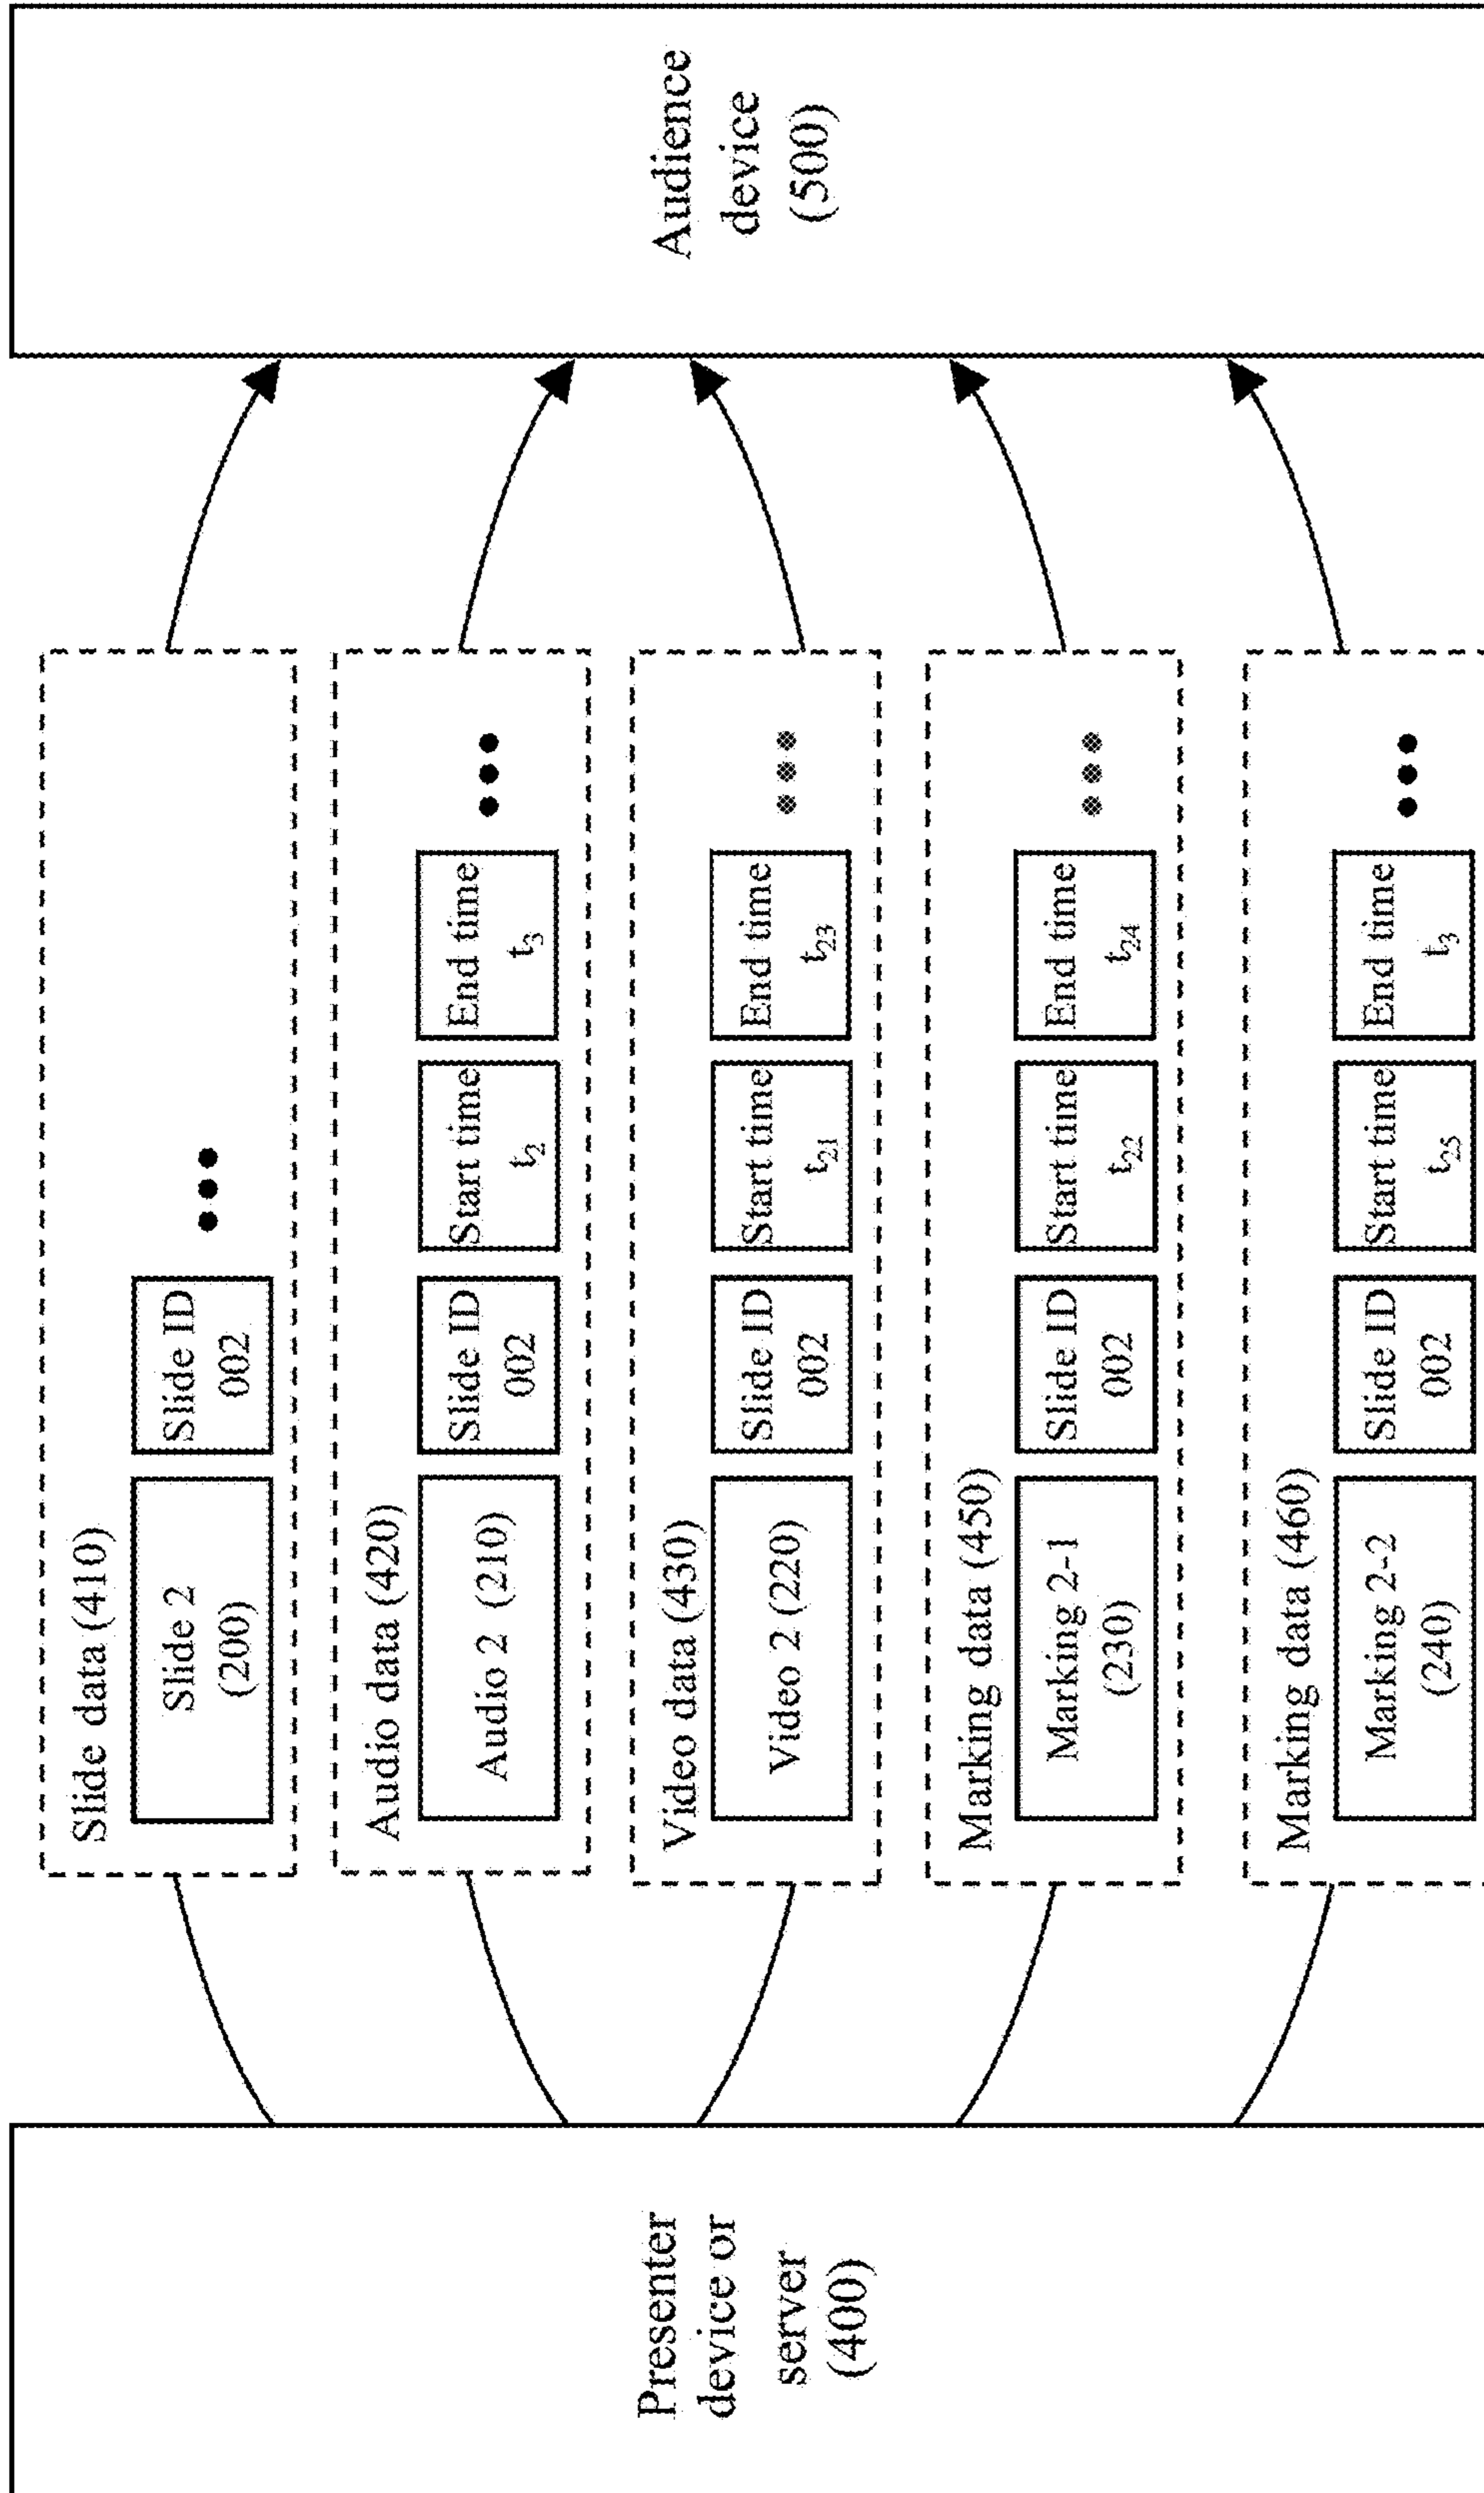 Presenter
device or
server
(400)
Slide data (410)
Slide 2
(200)
Slide ID
002
Audio data (420)
Audio 2 (210)
Slide ID
002
Start time
t₂
End time
t₃
Video data (430)
Video 2 (220)
Slide ID
002
Start time
t₂₁
End time
t₂₃
Marking data (450)
Marking 2-1
(230)
Slide ID
002
Start time
t₂₂
End time
t₂₄
Marking data (460)
Marking 2-2
(240)
Slide ID
002
Start time
t₂₅
End time
t₃
Audience
device
(500)